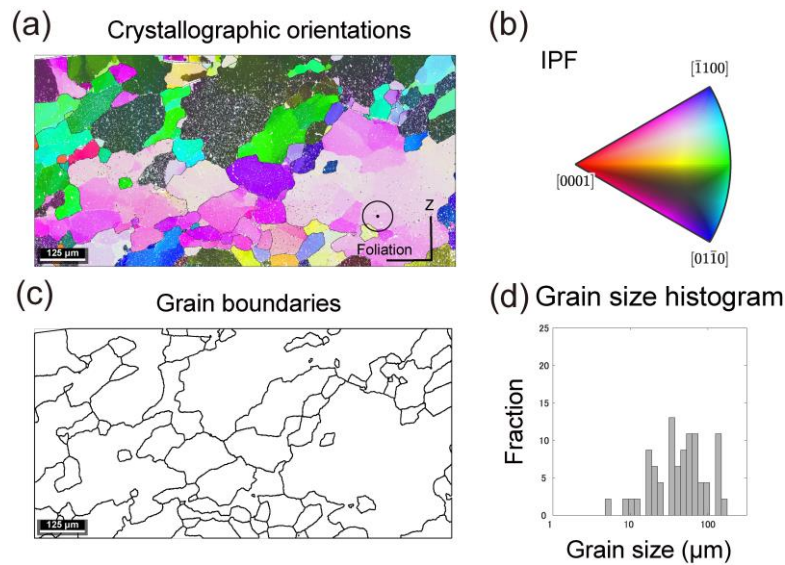 (a) Crystallographic orientations
Z
Foliation
125 µm
(b)
IPF
[1̄100]
[0001]
[011̄0]
(c) Grain boundaries
125 µm
(d) Grain size histogram
Fraction
25
20
15
10
5
0
1 10 100
Grain size (µm)